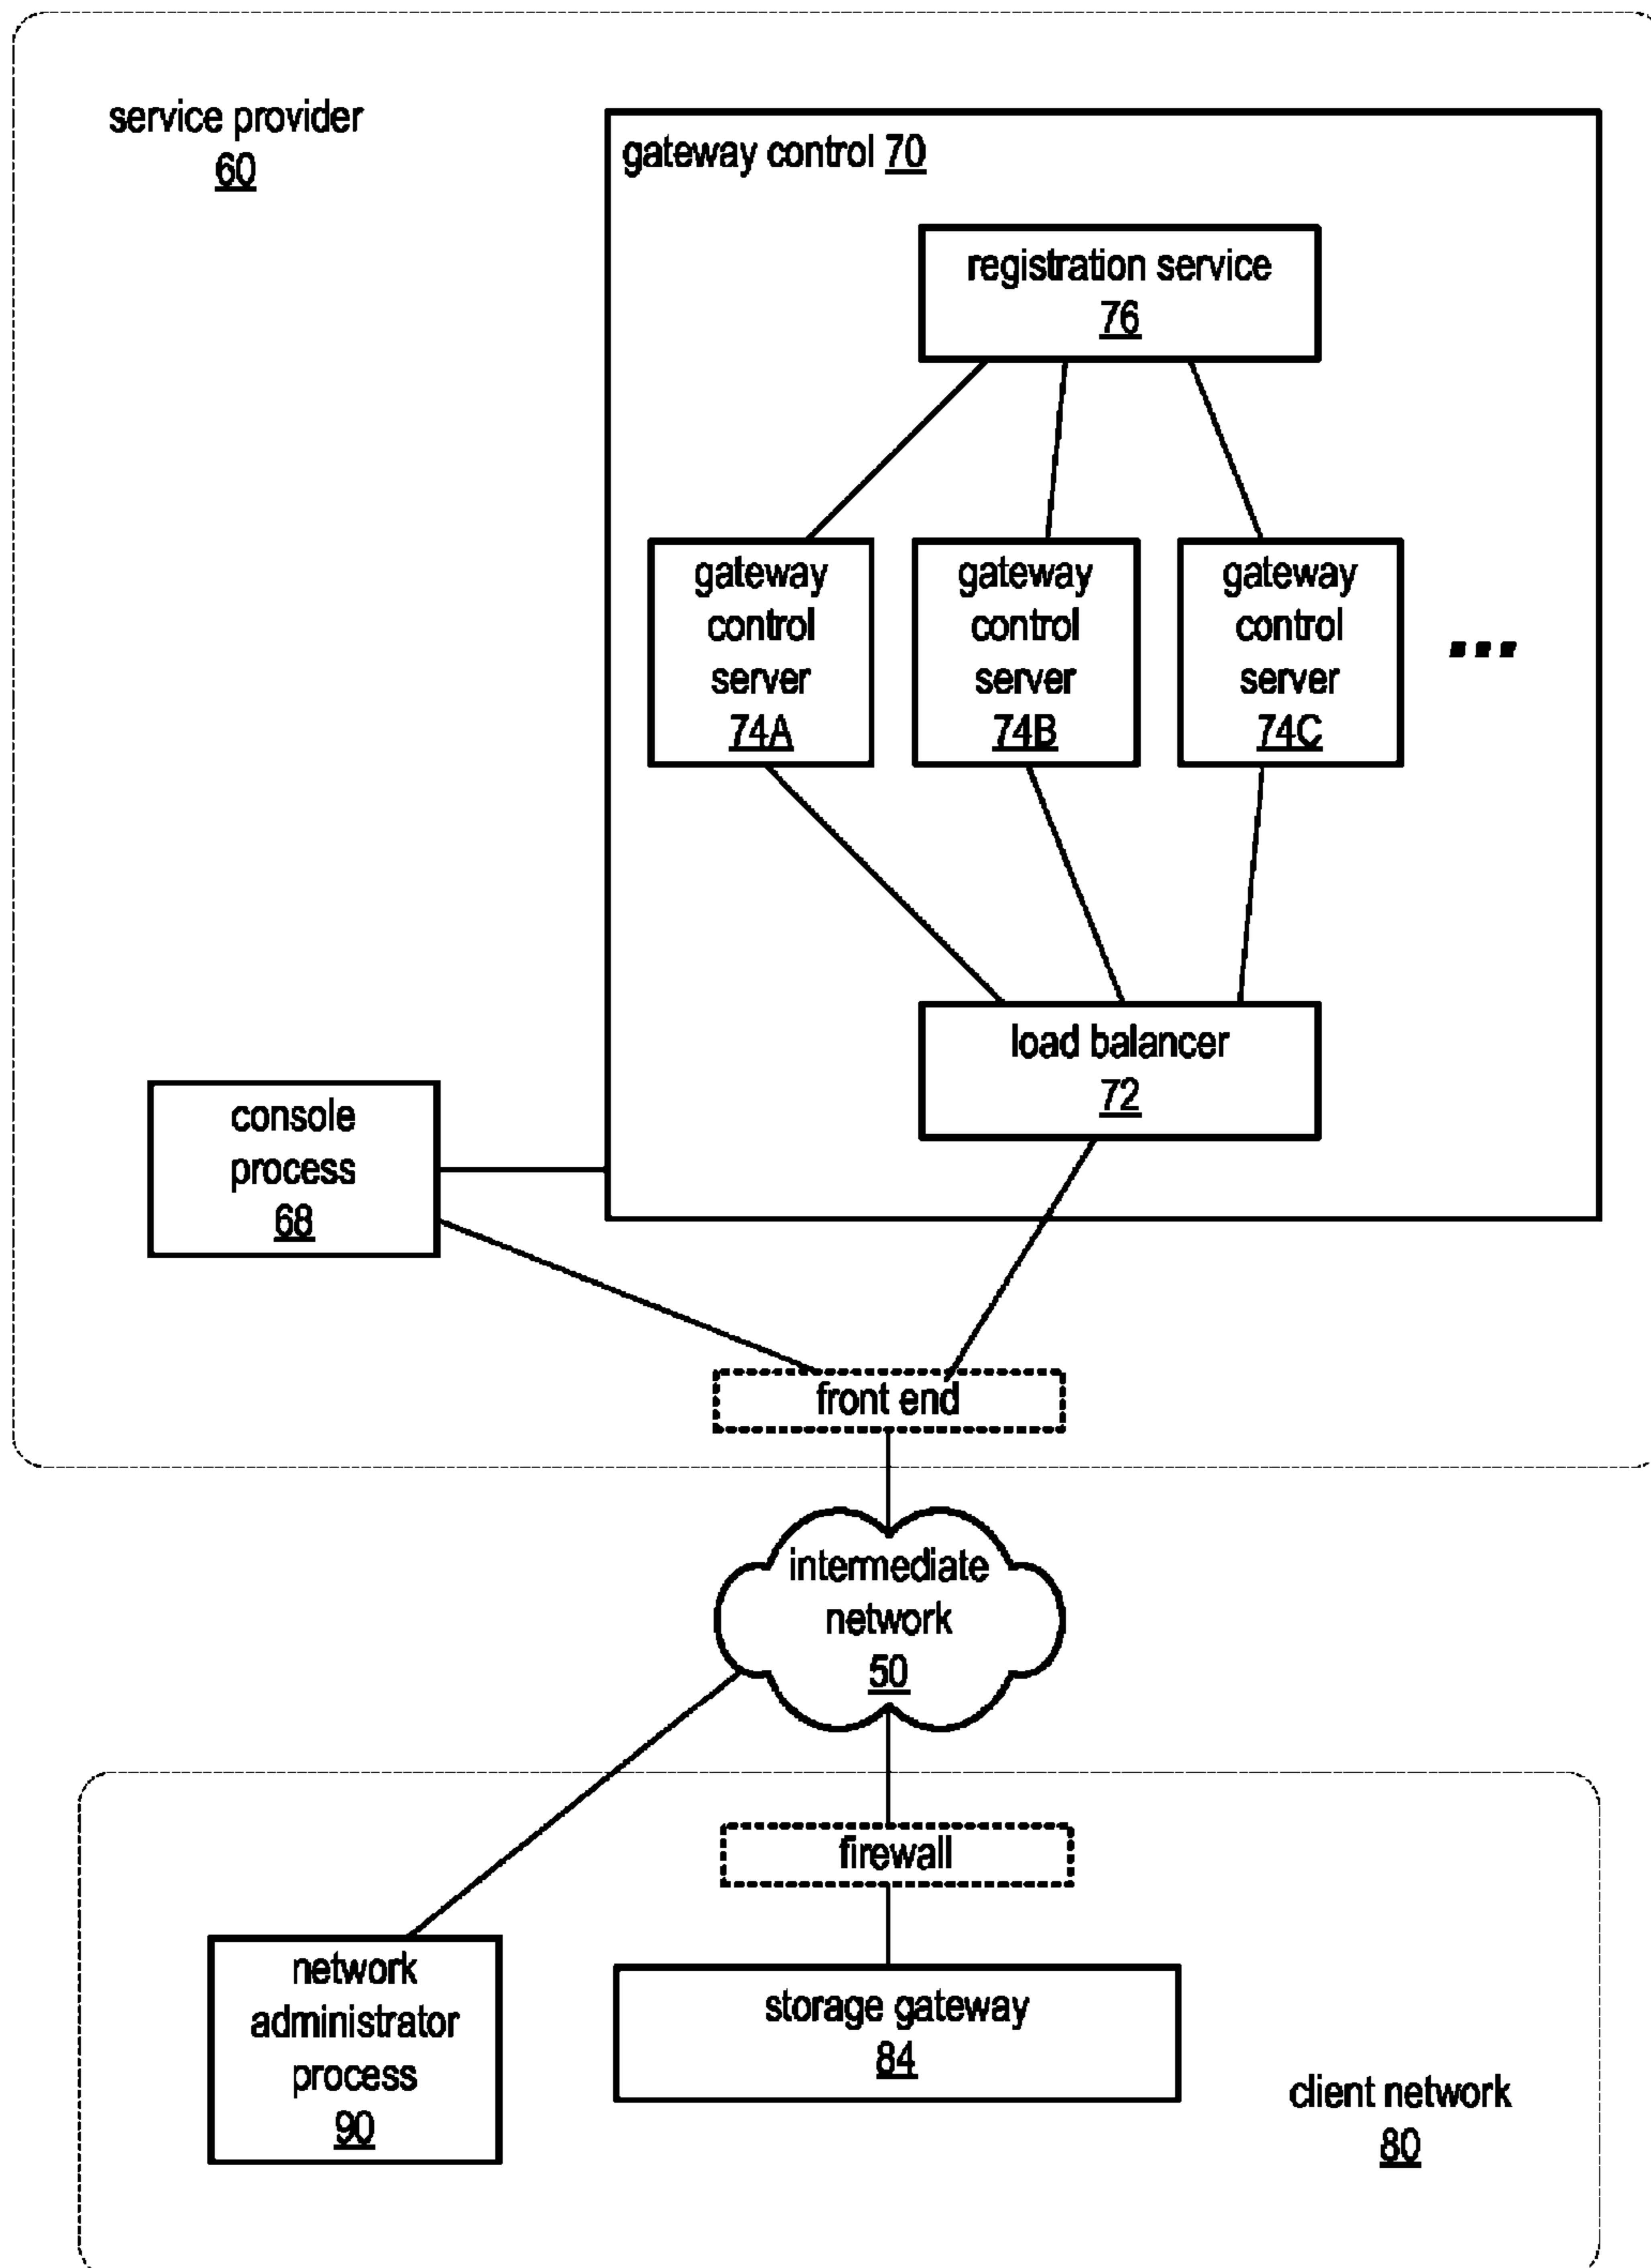 service provider
60
gateway control 70
registration service
76
gateway
control
server
74A
gateway
control
server
74B
gateway
control
server
74C
...
load balancer
72
console
process
68
front end
intermediate
network
50
firewall
network
administrator
process
90
storage gateway
84
client network
80